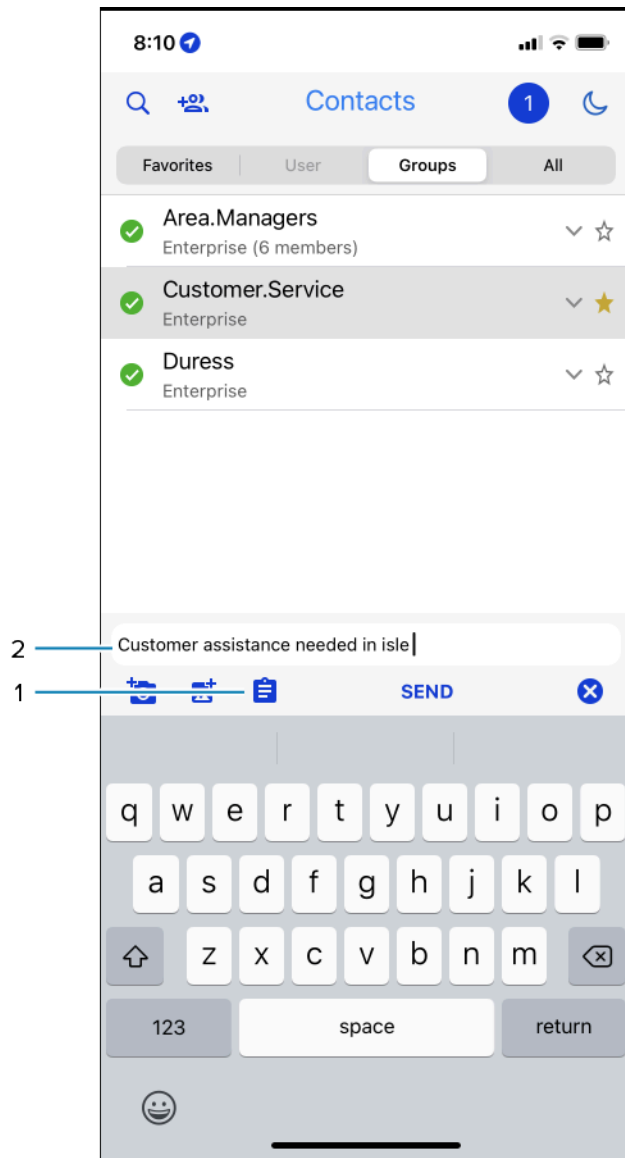 8:10
Contacts
1
Favorites User Groups All
Area.Managers
Enterprise (6 members)
Customer.Service
Enterprise
Duress
Enterprise
2
Customer assistance needed in isle
1
SEND
q w e r t y u i o p
a s d f g h j k l
z x c v b n m
123 space return